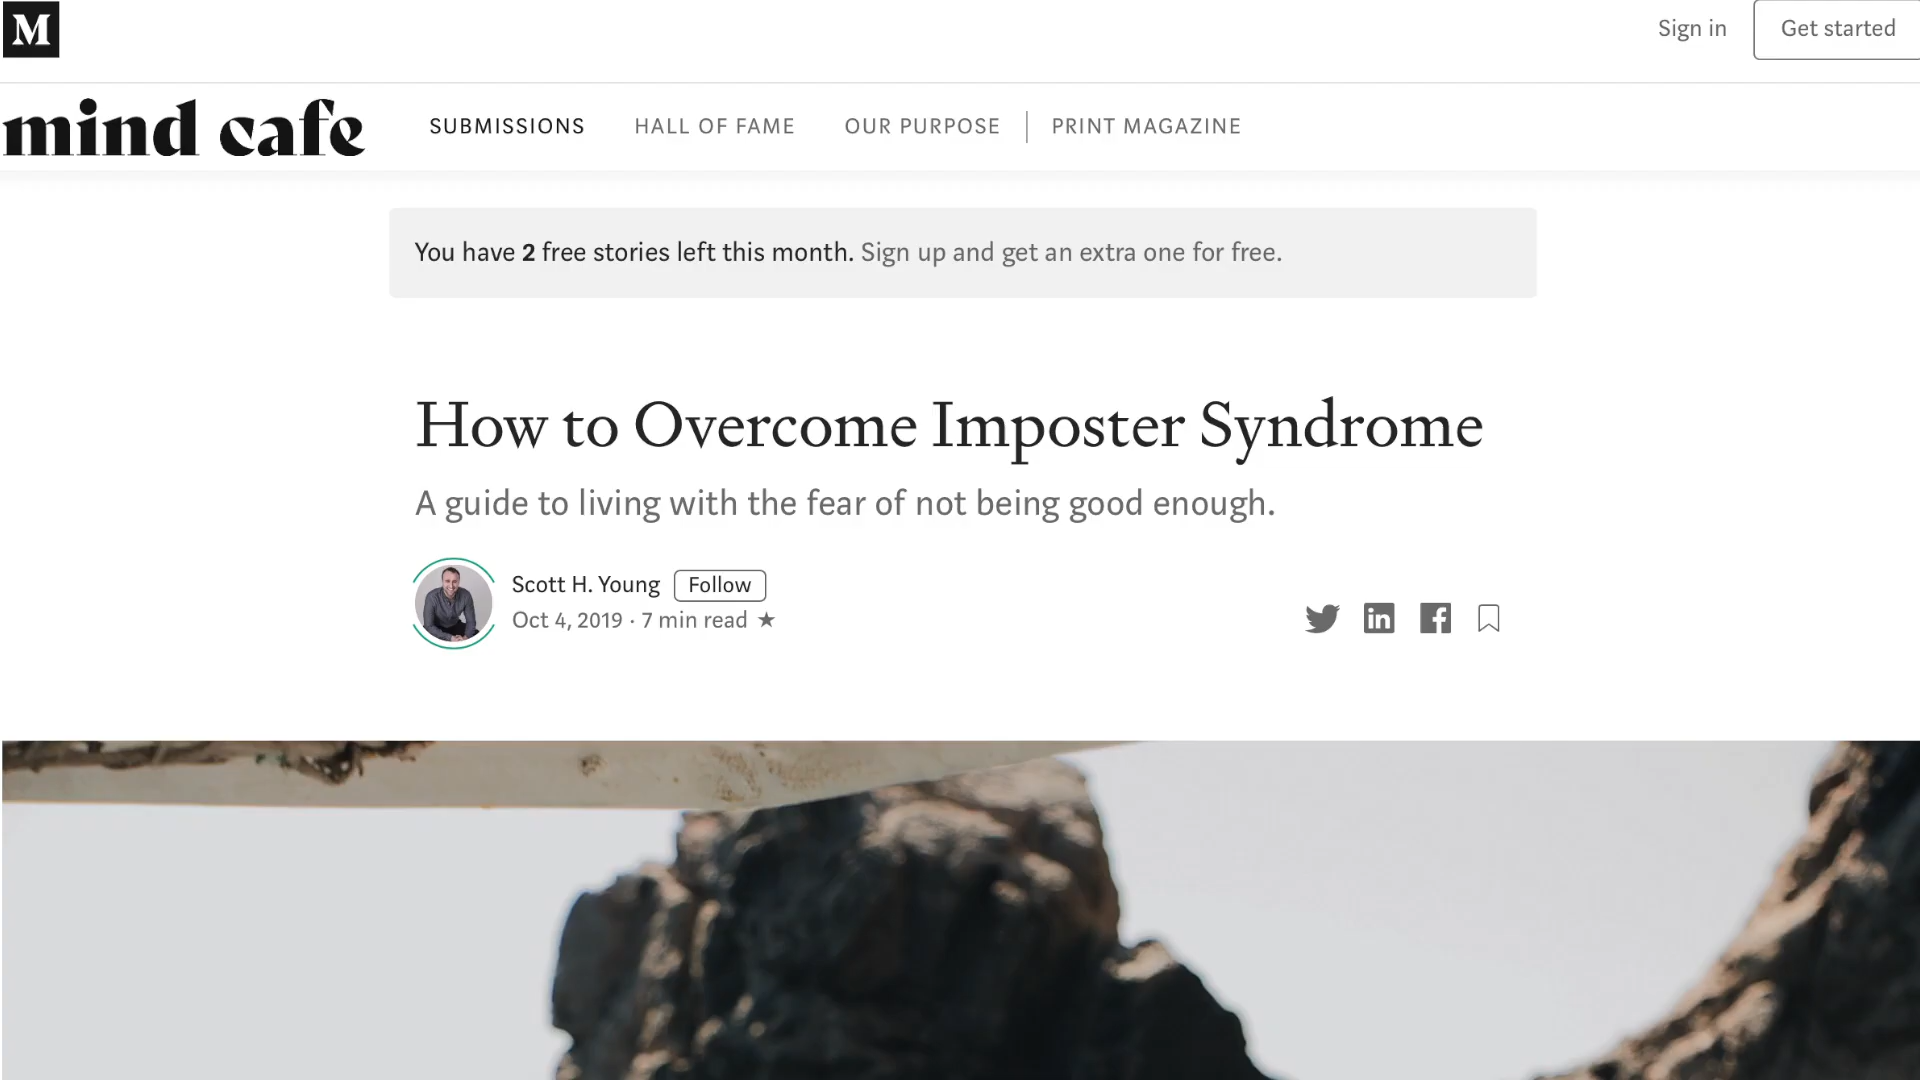 M
Sign in
Get started
mind cafe
SUBMISSIONS
HALL OF FAME
OUR PURPOSE
PRINT MAGAZINE
You have 2 free stories left this month. Sign up and get an extra one for free.
How to Overcome Imposter Syndrome
A guide to living with the fear of not being good enough.
Scott H. Young
Follow
Oct 4, 2019 · 7 min read ★